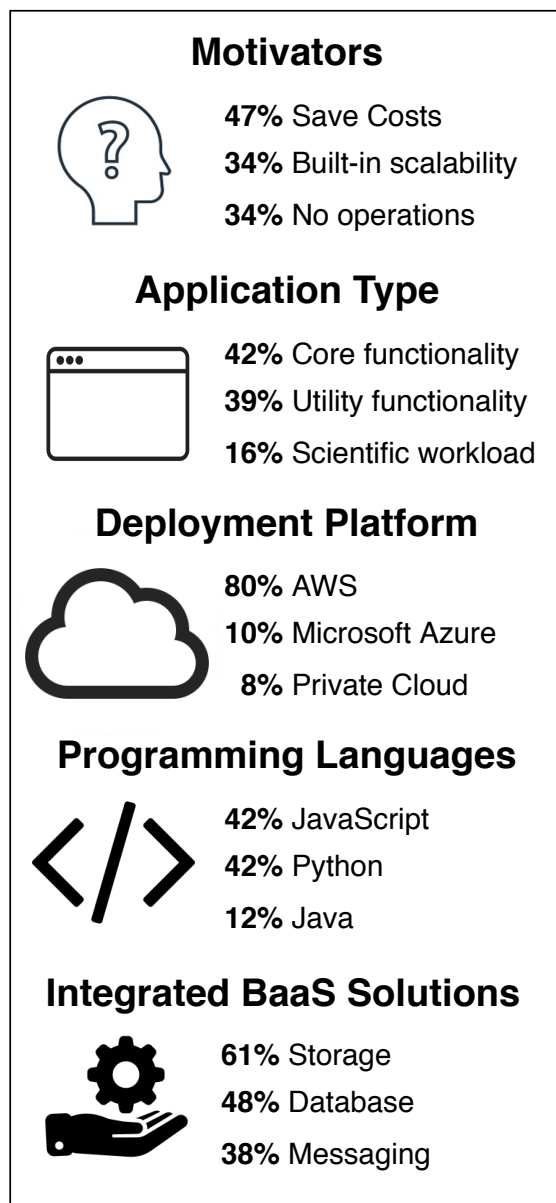 Motivators
?
47% Save Costs
34% Built-in scalability
34% No operations
Application Type
42% Core functionality
39% Utility functionality
16% Scientific workload
Deployment Platform
80% AWS
10% Microsoft Azure
8% Private Cloud
Programming Languages
</>
42% JavaScript
42% Python
12% Java
Integrated BaaS Solutions
61% Storage
48% Database
38% Messaging